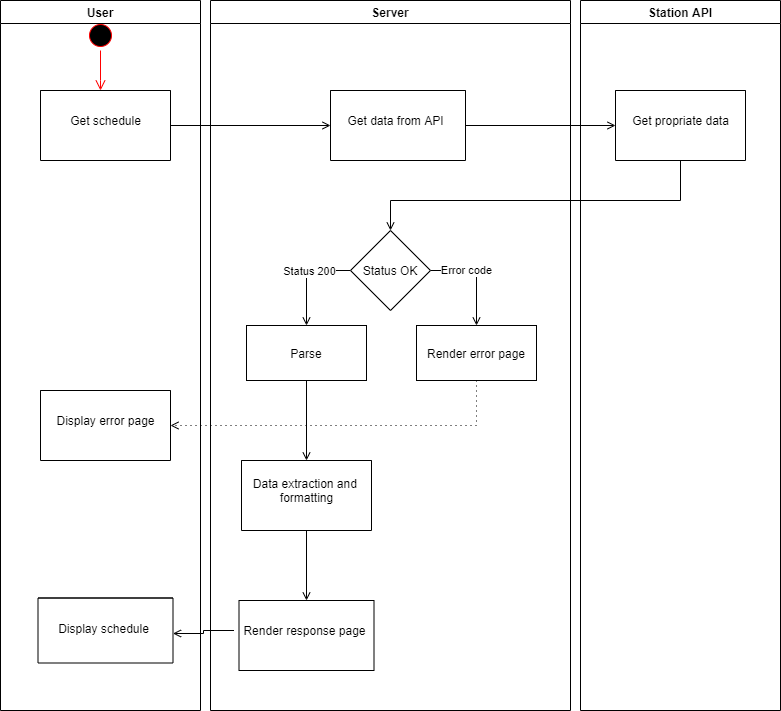 User
Server
Station API
Get schedule
Get data from API
Get propriate data
Status 200
Status OK
Error code
Parse
Render error page
Display error page
Data extraction and
formatting
Display schedule
Render response page